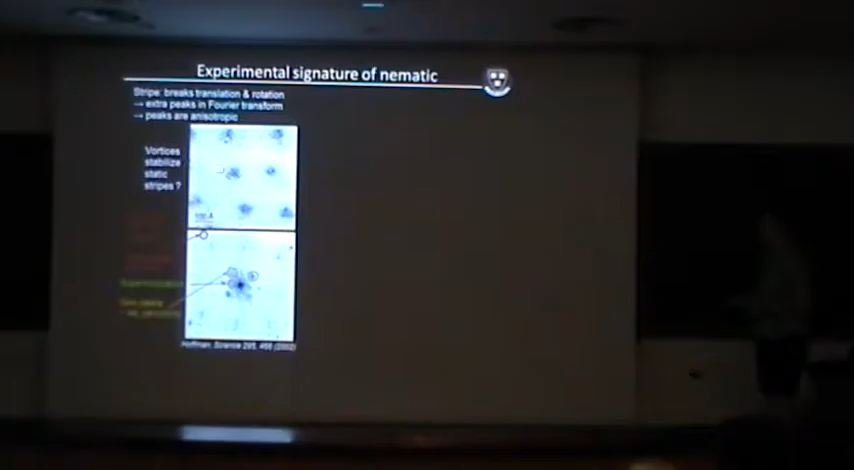 Experimental signature of nematic
Stripe: breaks translation & rotation
→ extra peaks in Fourier transform
→ peaks are anisotropic
Vortices
stabilize
static
stripes ?
100 Å
Hoffman, Science 295, 466 (2002)